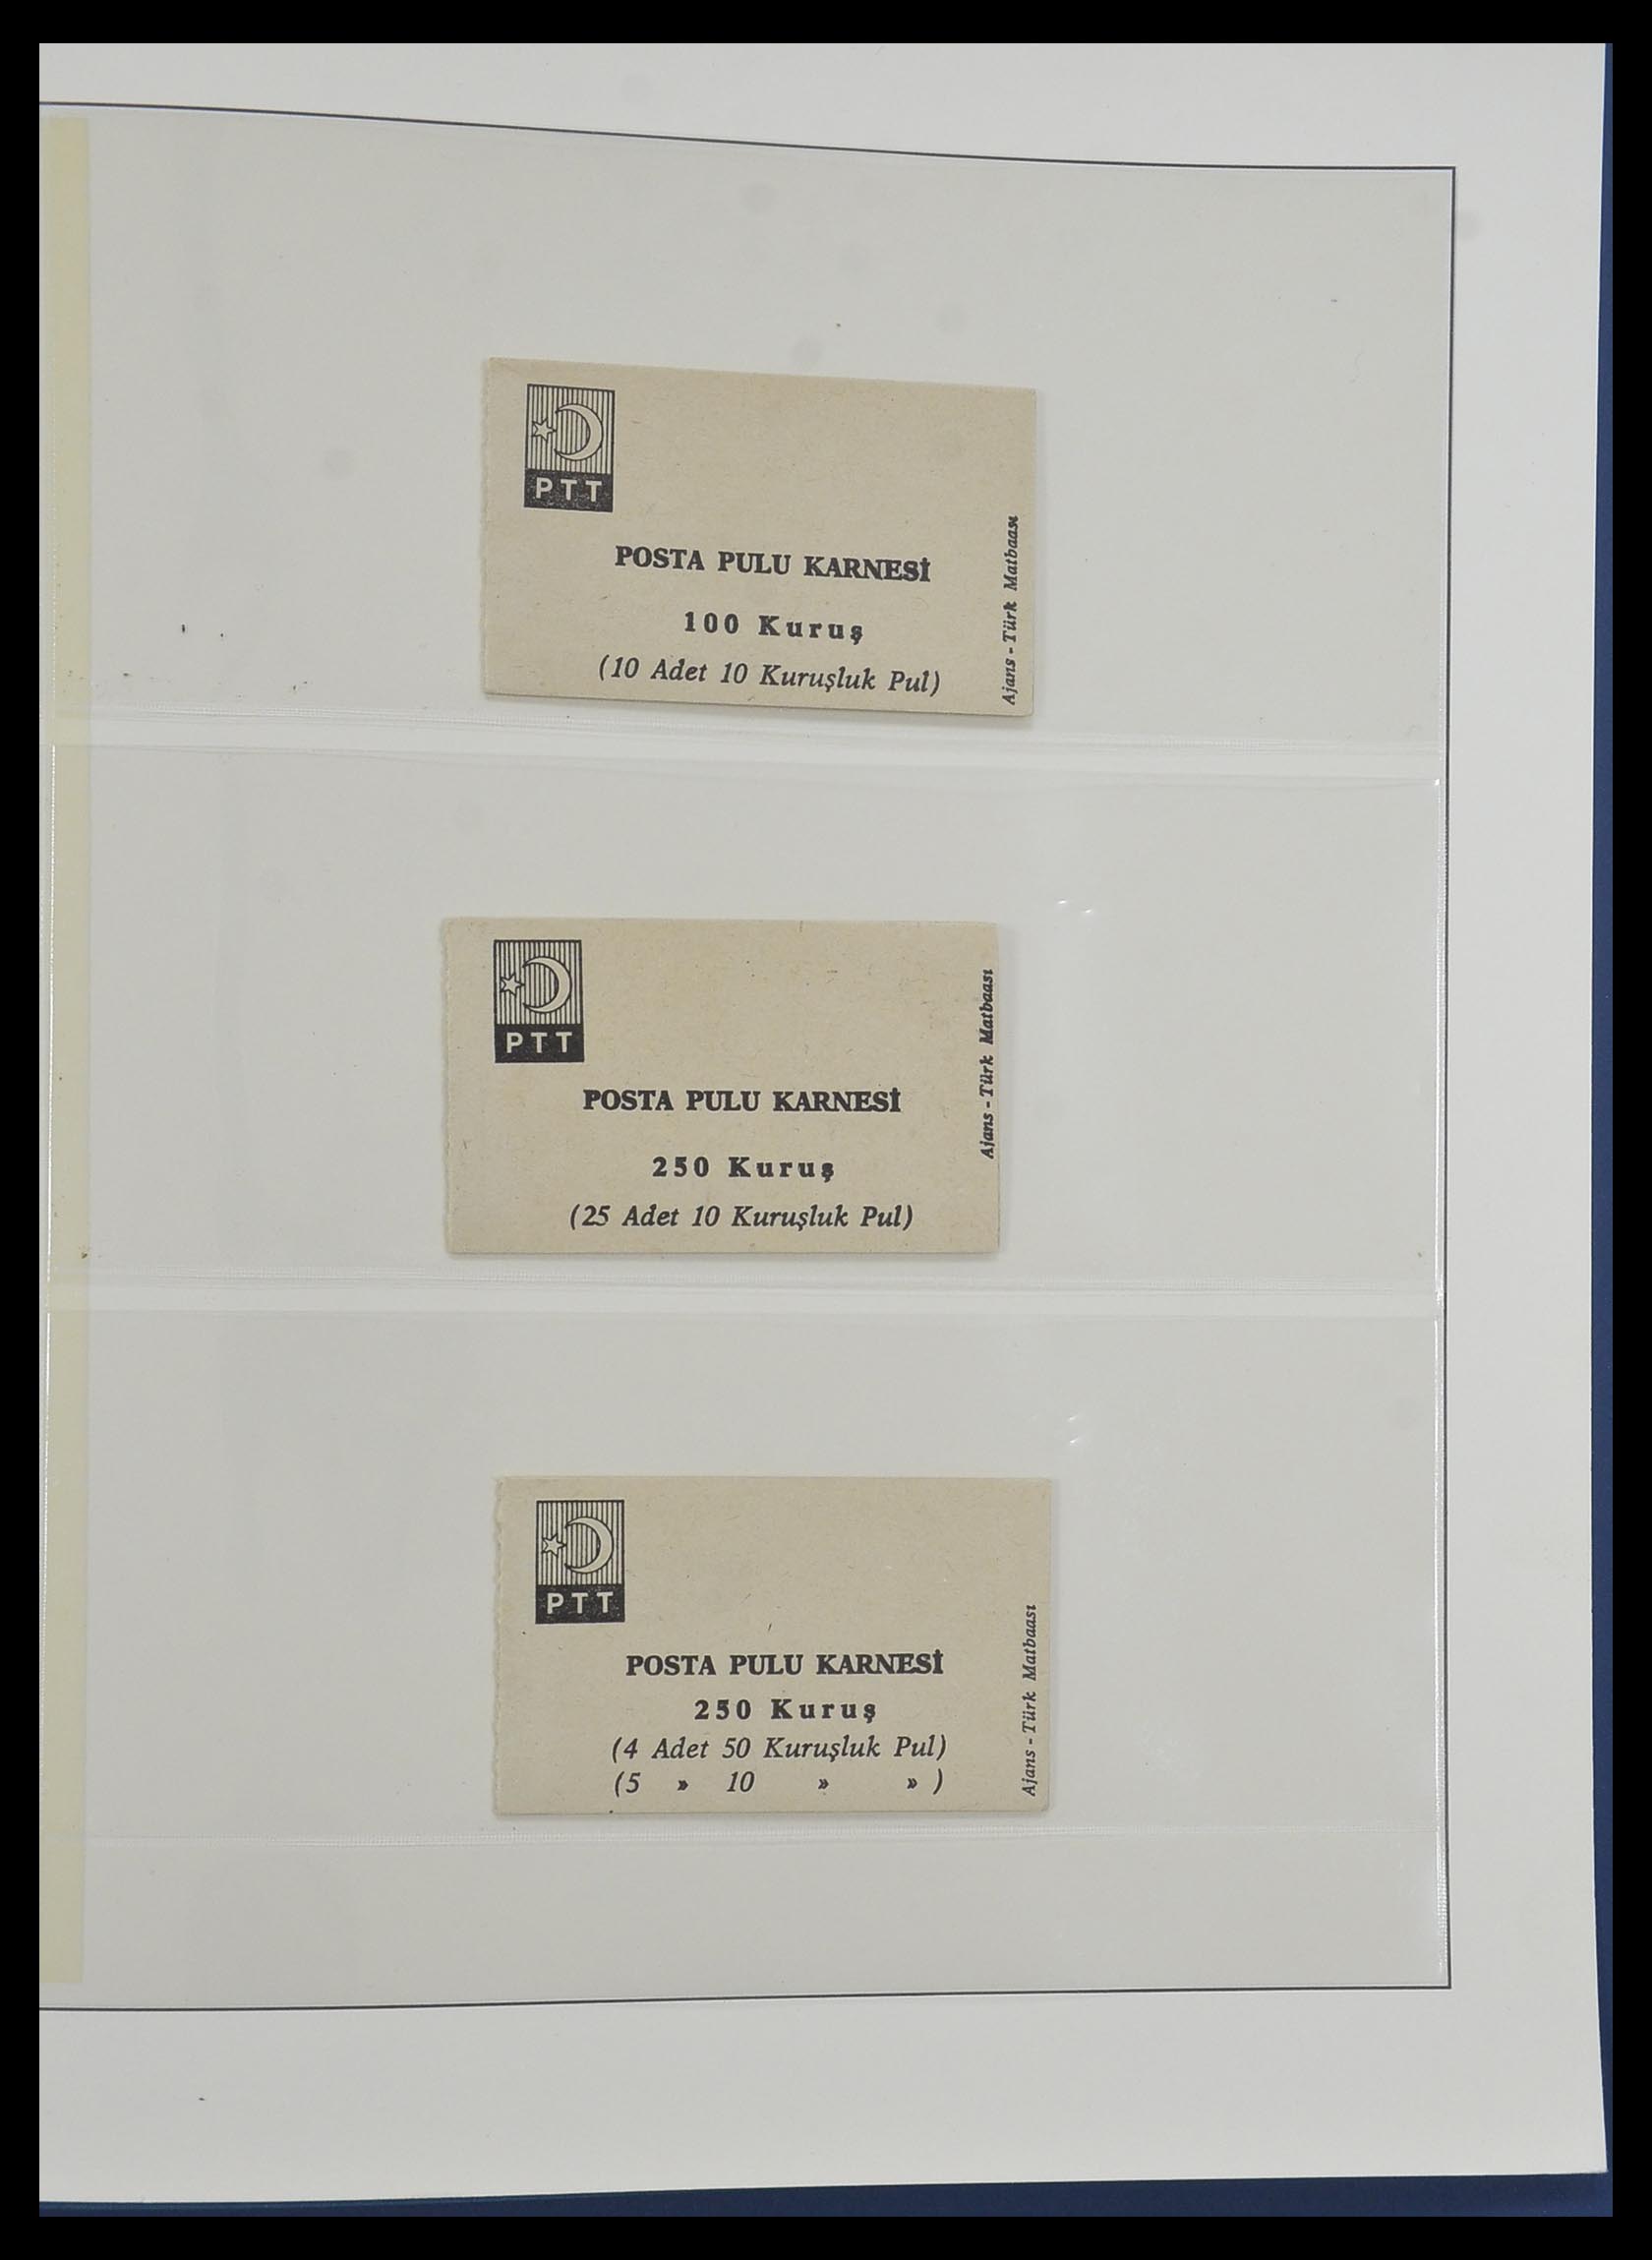 PTT
POSTA PULU KARNESİ
100 Kuruş
(10 Adet 10 Kuruşluk Pul)
Ajans - Türk Matbaası
PTT
POSTA PULU KARNESİ
250 Kuruş
(25 Adet 10 Kuruşluk Pul)
Ajans - Türk Matbaası
PTT
POSTA PULU KARNESİ
250 Kuruş
(4 Adet 50 Kuruşluk Pul)
(5 » 10 » » )
Ajans - Türk Matbaası